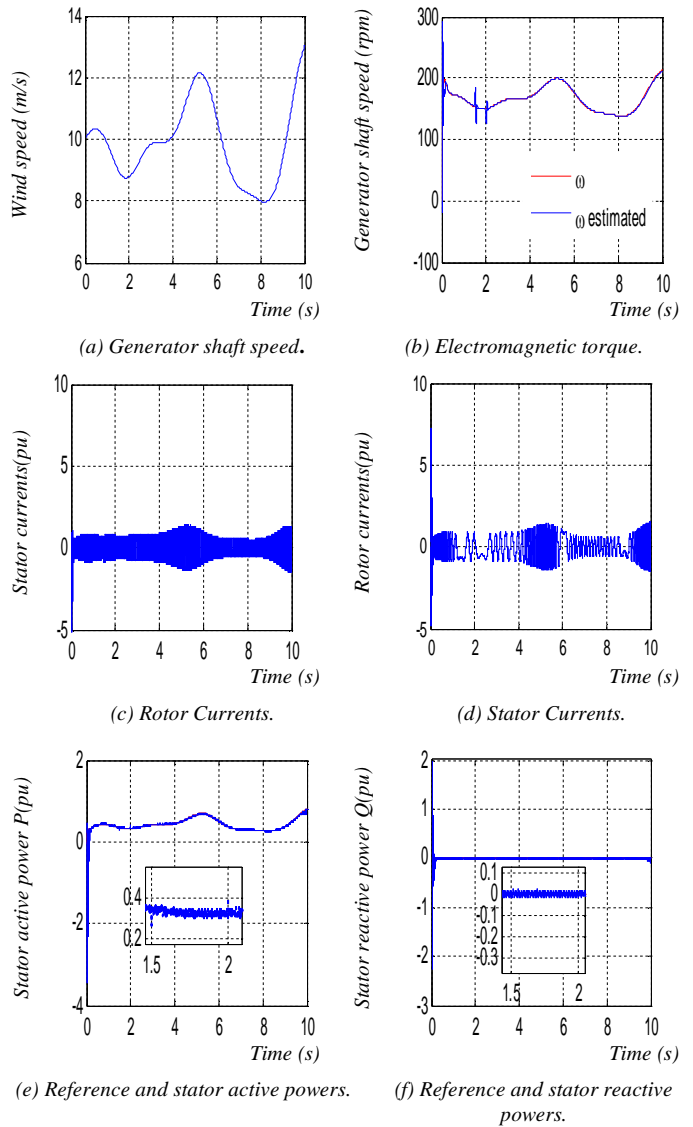 Wind speed (m/s)
14
12
10
8
6
0 2 4 6 8 10
Time (s)
(a) Generator shaft speed.
Generator shaft speed (rpm)
300
200
100
0
-100
0 2 4 6 8 10
ω
ω estimated
Time (s)
(b) Electromagnetic torque.
Stator currents(pu)
10
5
0
-5
0 2 4 6 8 10
Time (s)
(c) Rotor Currents.
Rotor currents(pu)
10
5
0
-5
0 2 4 6 8 10
Time (s)
(d) Stator Currents.
Stator active power P(pu)
2
0
-2
-4
0.4
0.2
1.5 2
0 2 4 6 8 10
Time (s)
(e) Reference and stator active powers.
Stator reactive power Q(pu)
2
1
0
-1
-2
-3
0.1
0
-0.1
-0.2
-0.3
1.5 2
0 2 4 6 8 10
Time (s)
(f) Reference and stator reactive
powers.